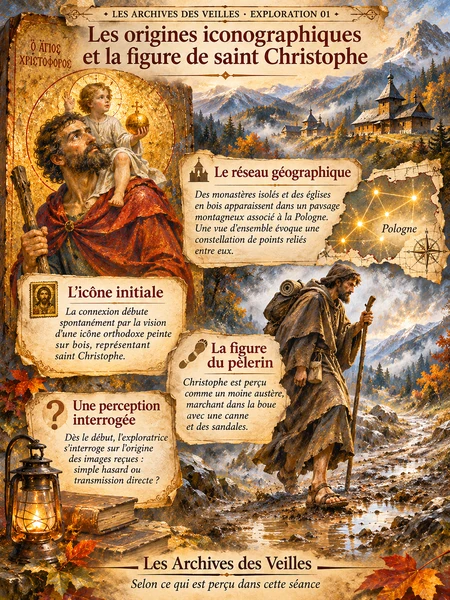 LES ARCHIVES DES VEILLES • EXPLORATION 01
Les origines iconographiques
et la figure de saint Christophe
Ὁ ἅΓΙΟΣ
ΧΡΙΣΤΟΦΟΡΟΣ
Le réseau géographique
Des monastères isolés et des églises
en bois apparaissent dans un paysage
montagneux associé à la Pologne.
Une vue d'ensemble évoque une
constellation de points reliés
entre eux.
Pologne
L'icône initiale
La connexion débute
spontanément par la vision
d'une icône orthodoxe peinte
sur bois, représentant
saint Christophe.
La figure
du pèlerin
Christophe est perçu
comme un moine austère,
marchant dans la boue
avec une canne
et des sandales.
Une perception
interrogée
Dès le début, l'exploratrice
s'interroge sur l'origine
des images reçues :
simple hasard ou
transmission directe ?
Les Archives des Veilles
Selon ce qui est perçu dans cette séance